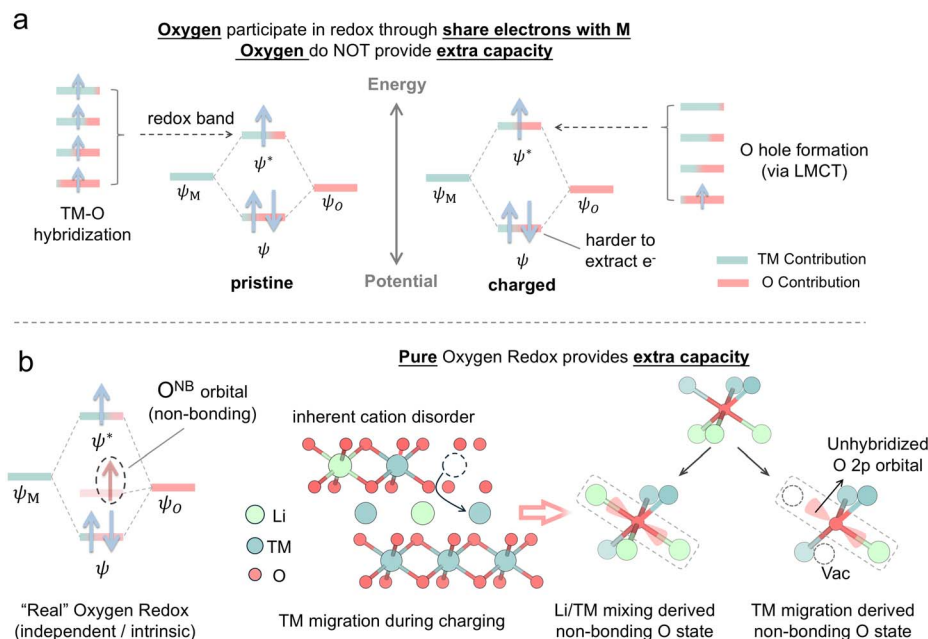 a
Oxygen participate in redox through share electrons with M
Oxygen do NOT provide extra capacity
Energy
redox band
ψ*
ψM
ψO
ψ
TM-O
hybridization
pristine
Potential
ψ*
ψM
ψO
ψ
harder to
extract e-
charged
O hole formation
(via LMCT)
TM Contribution
O Contribution
b
Pure Oxygen Redox provides extra capacity
ONB orbital
(non-bonding)
ψ*
ψM
ψO
ψ
"Real" Oxygen Redox
(independent / intrinsic)
inherent cation disorder
Li
TM
O
TM migration during charging
Unhybridized
O 2p orbital
Vac
Li/TM mixing derived
non-bonding O state
TM migration derived
non-bonding O state